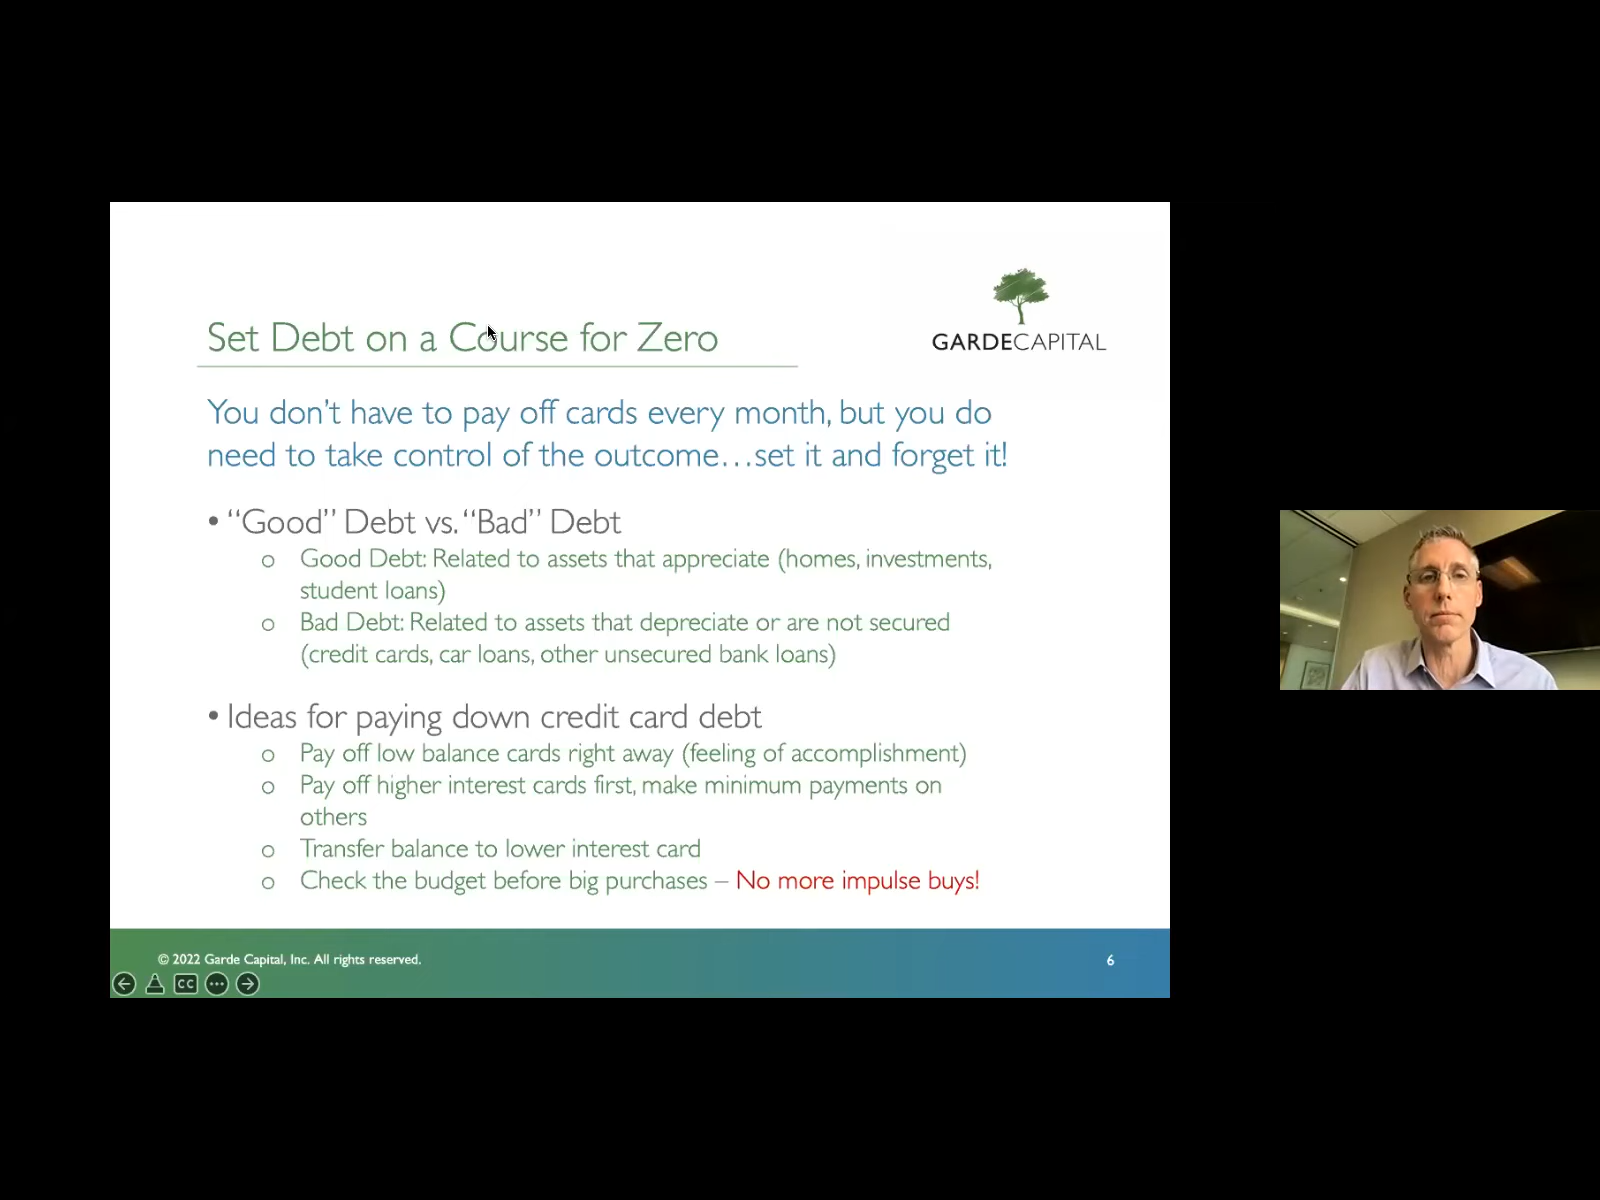 GARDECAPITAL
Set Debt on a Course for Zero
You don’t have to pay off cards every month, but you do
need to take control of the outcome…set it and forget it!
• “Good” Debt vs. “Bad” Debt
o Good Debt: Related to assets that appreciate (homes, investments,
student loans)
o Bad Debt: Related to assets that depreciate or are not secured
(credit cards, car loans, other unsecured bank loans)
• Ideas for paying down credit card debt
o Pay off low balance cards right away (feeling of accomplishment)
o Pay off higher interest cards first, make minimum payments on
others
o Transfer balance to lower interest card
o Check the budget before big purchases – No more impulse buys!
© 2022 Garde Capital, Inc. All rights reserved.
6
CC